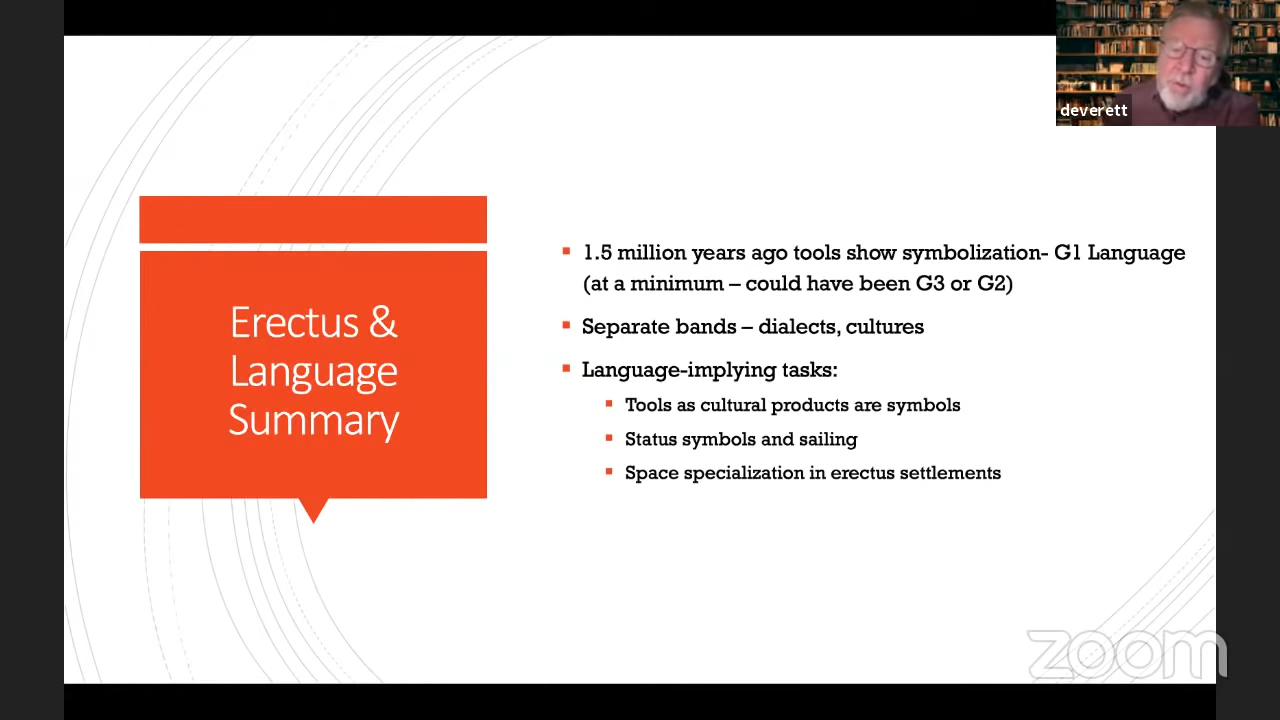 deverett
Erectus &
Language
Summary
1.5 million years ago tools show symbolization- G1 Language
(at a minimum – could have been G3 or G2)
Separate bands – dialects, cultures
Language-implying tasks:
Tools as cultural products are symbols
Status symbols and sailing
Space specialization in erectus settlements
zoom